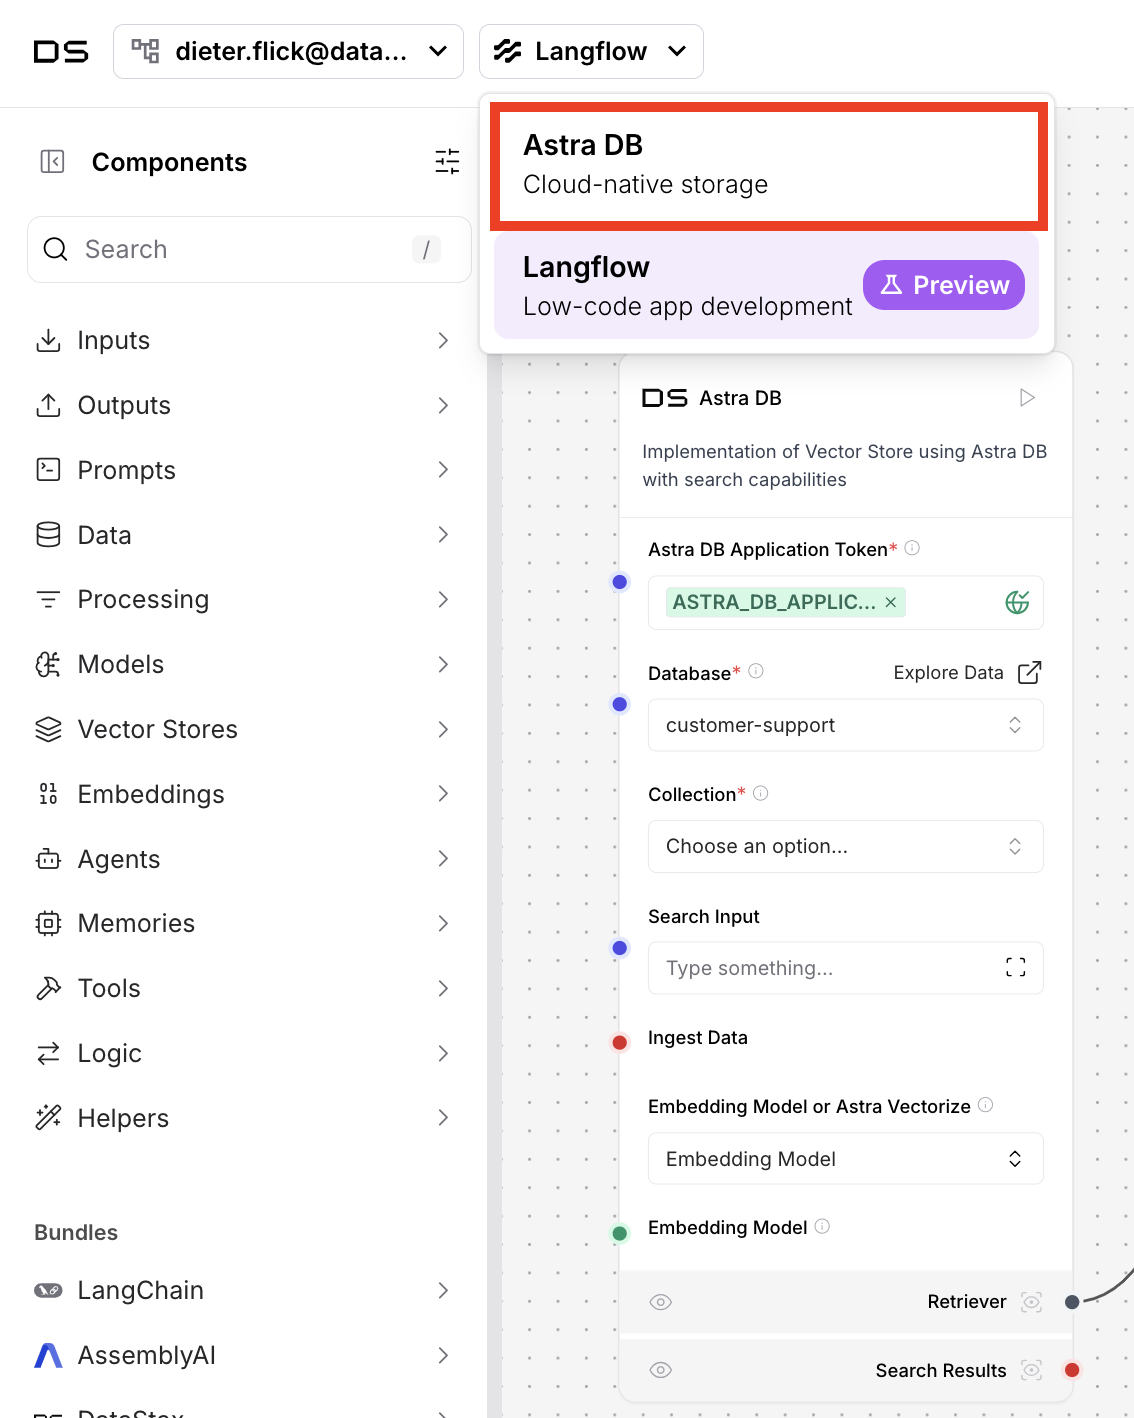 DS
dieter.flick@data...
Langflow
Astra DB
Cloud-native storage
Langflow
Low-code app development
Preview
Components
Search
/
Inputs
Outputs
Prompts
Data
Processing
Models
Vector Stores
Embeddings
Agents
Memories
Tools
Logic
Helpers
Bundles
LangChain
AssemblyAI
DataStax
DS Astra DB
Implementation of Vector Store using Astra DB
with search capabilities
Astra DB Application Token*
ASTRA_DB_APPLIC... ×
Database*
Explore Data
customer-support
Collection*
Choose an option...
Search Input
Type something...
Ingest Data
Embedding Model or Astra Vectorize
Embedding Model
Embedding Model
Retriever
Search Results